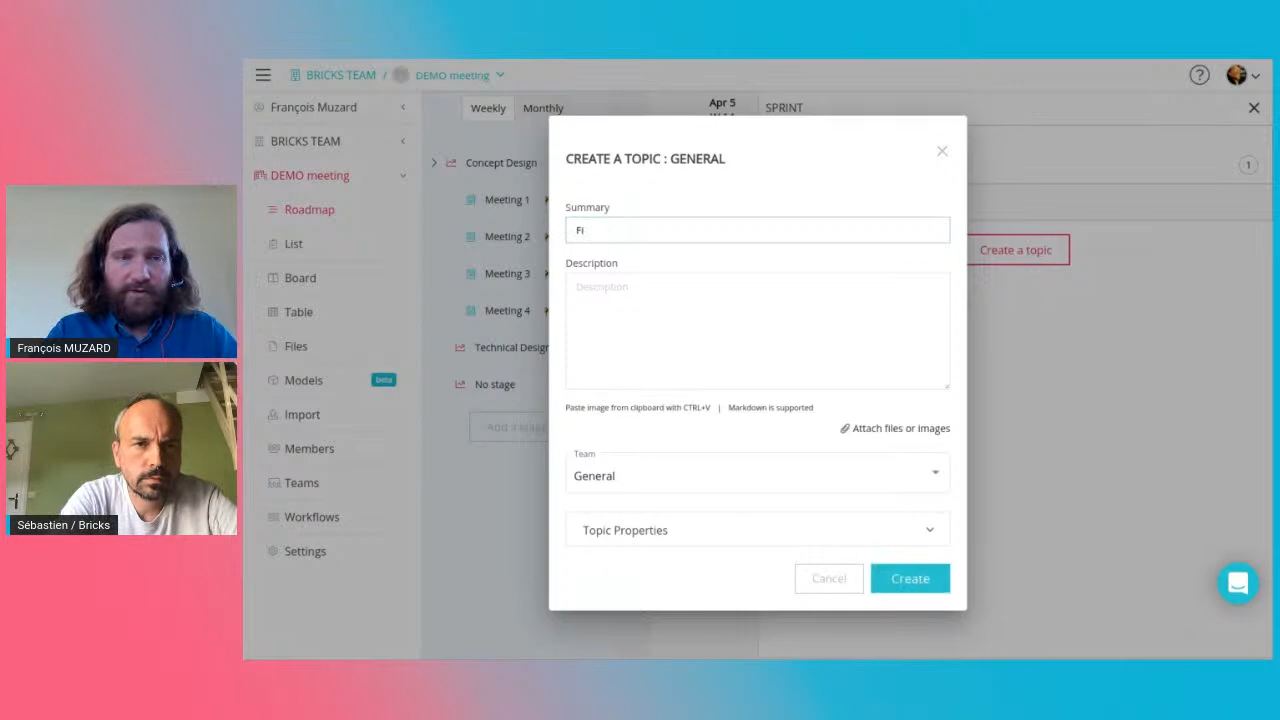 BRICKS TEAM / DEMO meeting
François Muzard
BRICKS TEAM
DEMO meeting
Roadmap
List
Board
Table
Files
Models beta
Import
Members
Teams
Workflows
Settings
Weekly Monthly
Apr 5
SPRINT
1
Concept Design
Meeting 1
Meeting 2
Meeting 3
Meeting 4
Technical Design
No stage
Create a topic
CREATE A TOPIC : GENERAL
Summary
Fi
Description
Description
Paste image from clipboard with CTRL+V | Markdown is supported
Attach files or images
Team
General
Topic Properties
Cancel Create
François MUZARD
Sébastien / Bricks